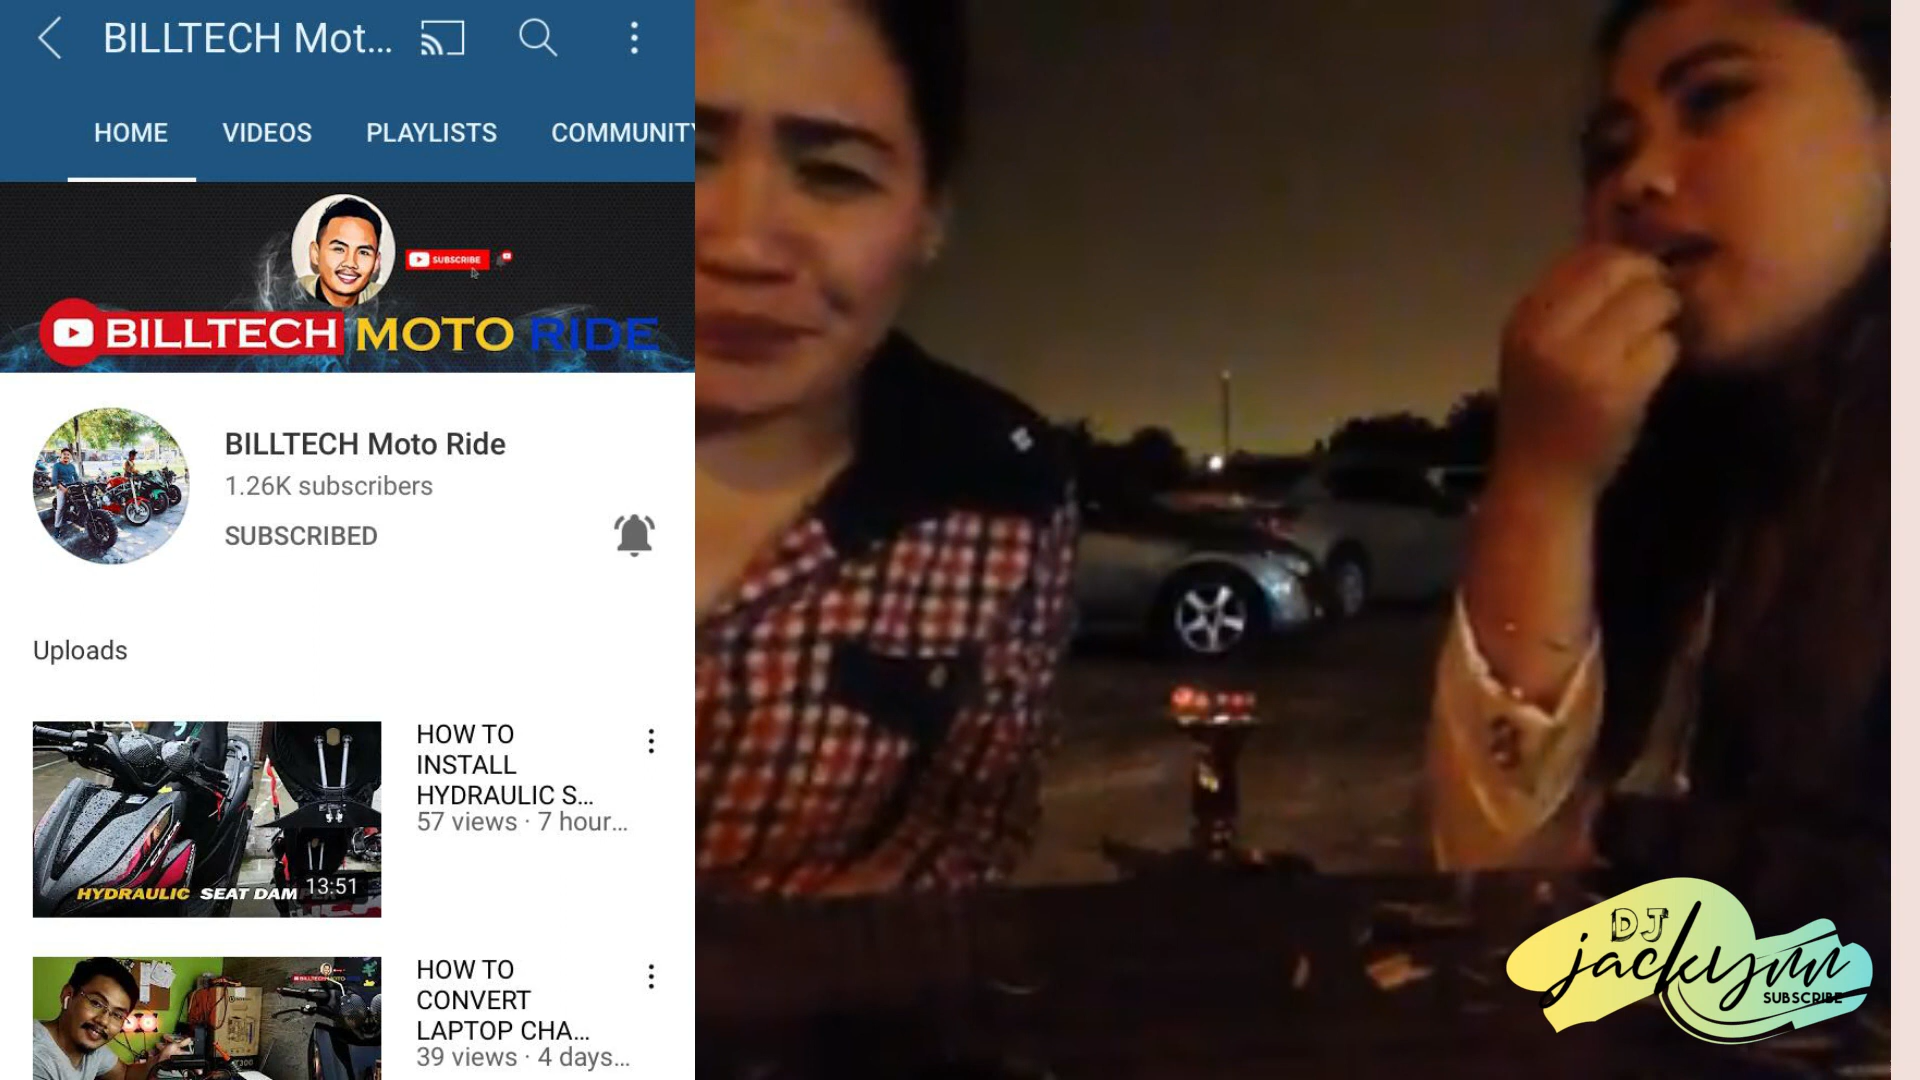 BILLTECH Mot...
HOME VIDEOS PLAYLISTS COMMUNITY
SUBSCRIBE
BILLTECH MOTO RIDE
BILLTECH Moto Ride
1.26K subscribers
SUBSCRIBED
Uploads
HOW TO
INSTALL
HYDRAULIC S...
57 views · 7 hour...
HYDRAULIC SEAT DAM
13:51
HOW TO
CONVERT
LAPTOP CHA...
39 views · 4 days...
DJ
jackynn
SUBSCRIBE